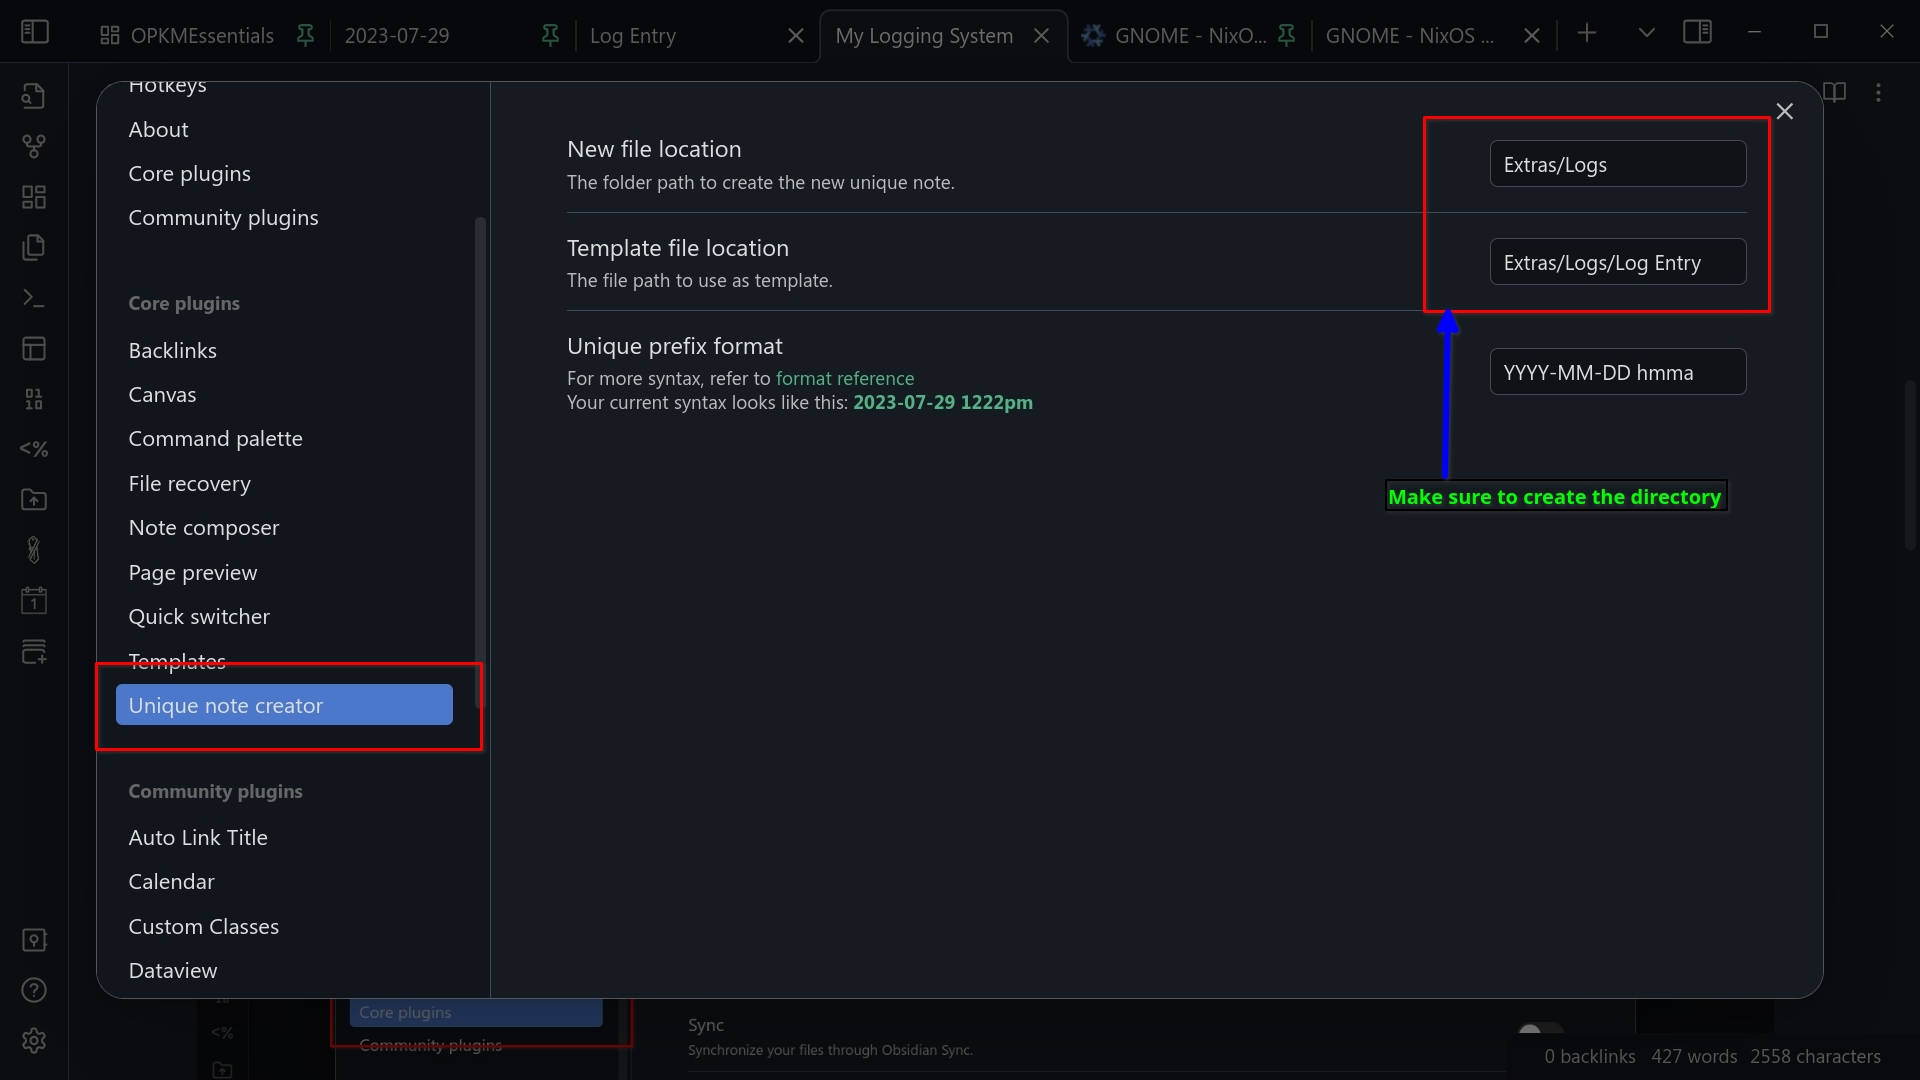 OPKMEssentials
2023-07-29
Log Entry
My Logging System
GNOME - NixO...
GNOME - NixOS ...
Hotkeys
About
Core plugins
Community plugins
Core plugins
Backlinks
Canvas
Command palette
File recovery
Note composer
Page preview
Quick switcher
Templates
Unique note creator
Community plugins
Auto Link Title
Calendar
Custom Classes
Dataview
New file location
The folder path to create the new unique note.
Extras/Logs
Template file location
The file path to use as template.
Extras/Logs/Log Entry
Unique prefix format
For more syntax, refer to format reference
Your current syntax looks like this: 2023-07-29 1222pm
YYYY-MM-DD hmma
Make sure to create the directory
Core plugins
Community plugins
Sync
Synchronize your files through Obsidian Sync.
0 backlinks 427 words 2558 characters